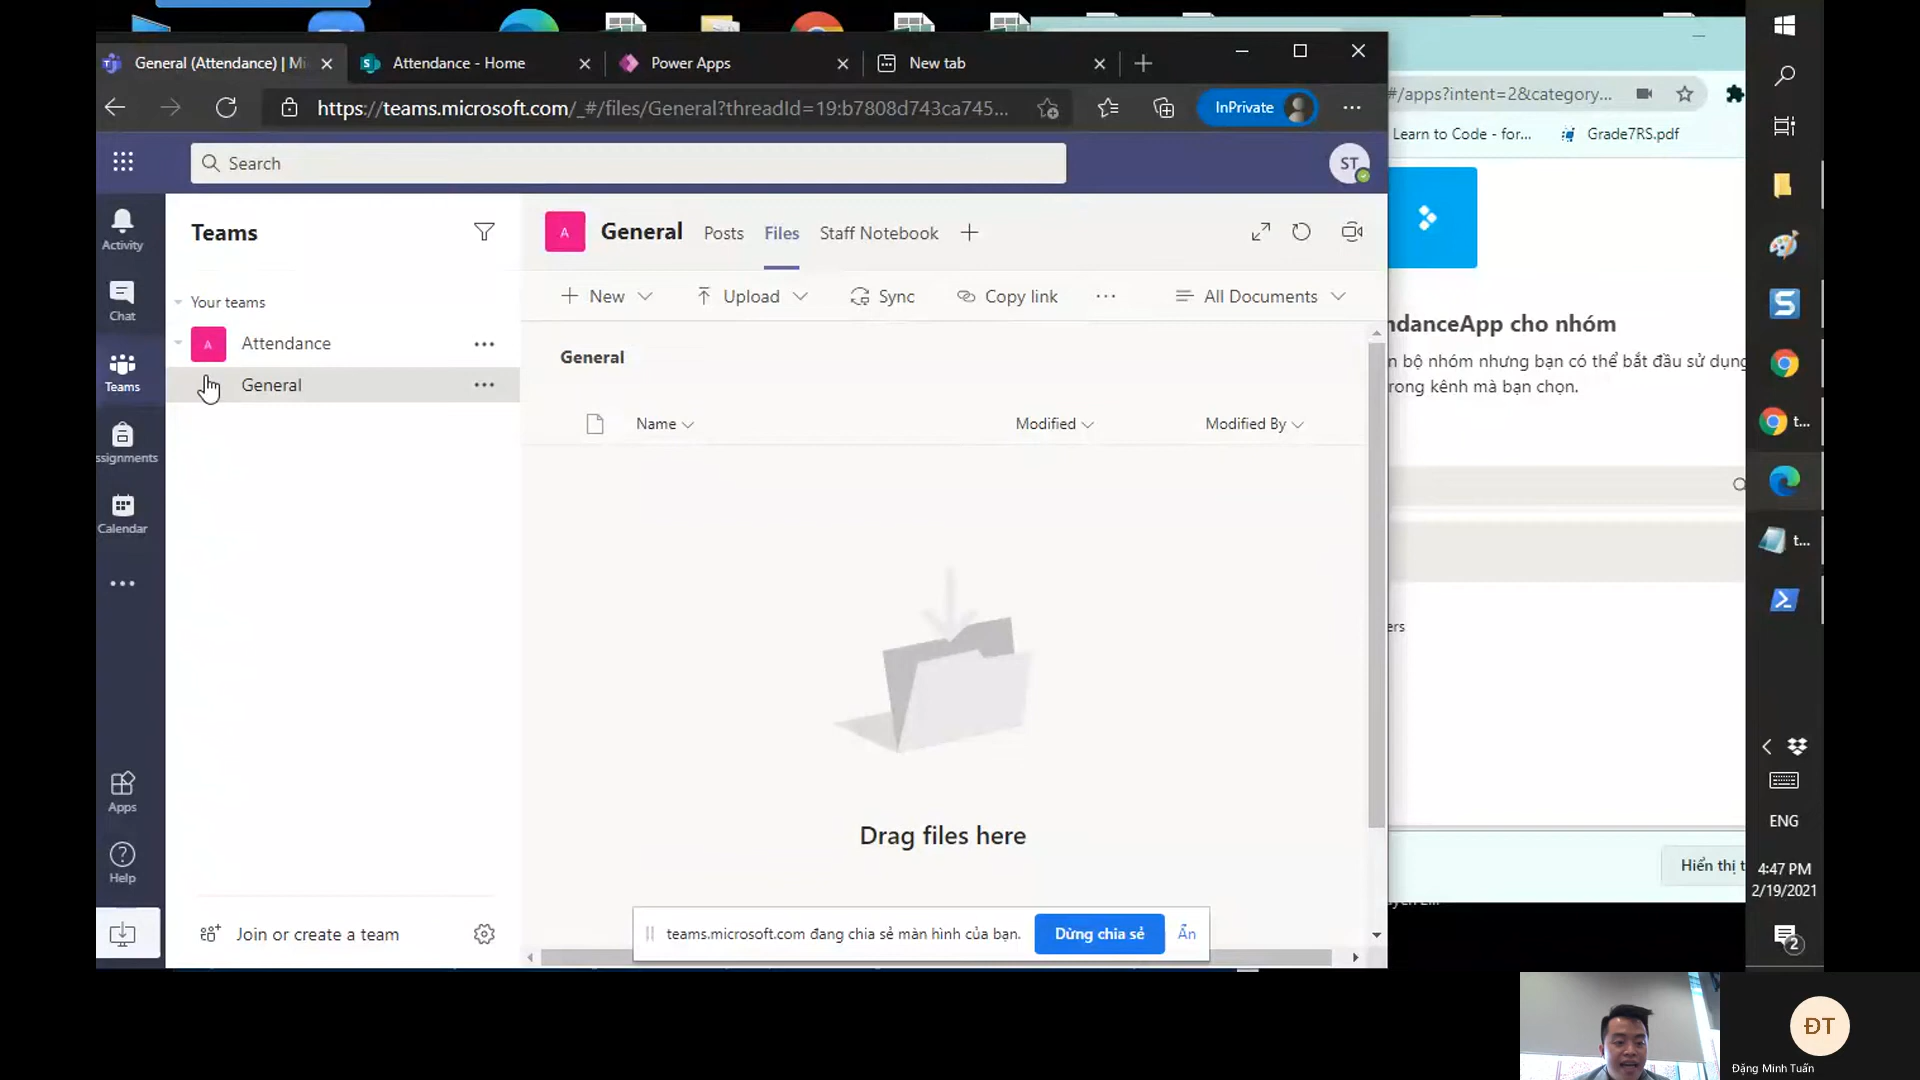 General (Attendance) | Mi
Attendance - Home
Power Apps
New tab
https://teams.microsoft.com/_#/files/General?threadId=19:b7808d743ca745...
InPrivate
#/apps?intent=2&category...
Learn to Code - for...
Grade7RS.pdf
Search
ST
Activity
Chat
Teams
ssignments
Calendar
Apps
Help
Teams
Your teams
A
Attendance
General
Join or create a team
A
General
Posts
Files
Staff Notebook
New
Upload
Sync
Copy link
All Documents
General
Name
Modified
Modified By
Drag files here
teams.microsoft.com đang chia sẻ màn hình của bạn.
Dừng chia sẻ
Ẩn
ndanceApp cho nhóm
n bộ nhóm nhưng bạn có thể bắt đầu sử dụng
rong kênh mà bạn chọn.
ers
Hiển thị t
t...
t...
ENG
4:47 PM
2/19/2021
2
ĐT
Đặng Minh Tuấn